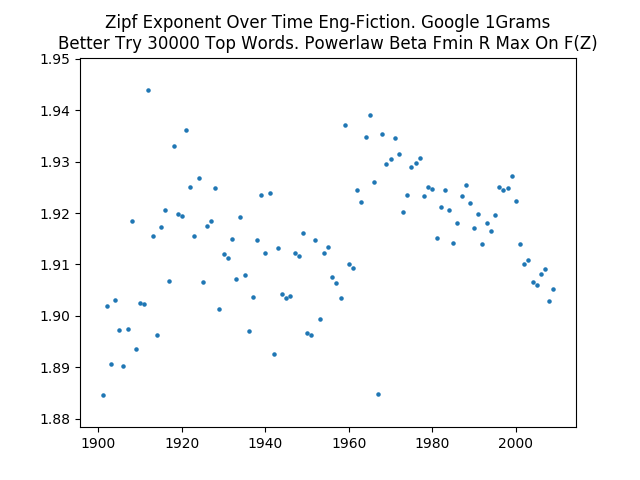 Zipf Exponent Over Time Eng-Fiction. Google 1Grams
Better Try 30000 Top Words. Powerlaw Beta Fmin R Max On F(Z)
1.95
1.94
1.93
1.92
1.91
1.90
1.89
1.88
1900 1920 1940 1960 1980 2000